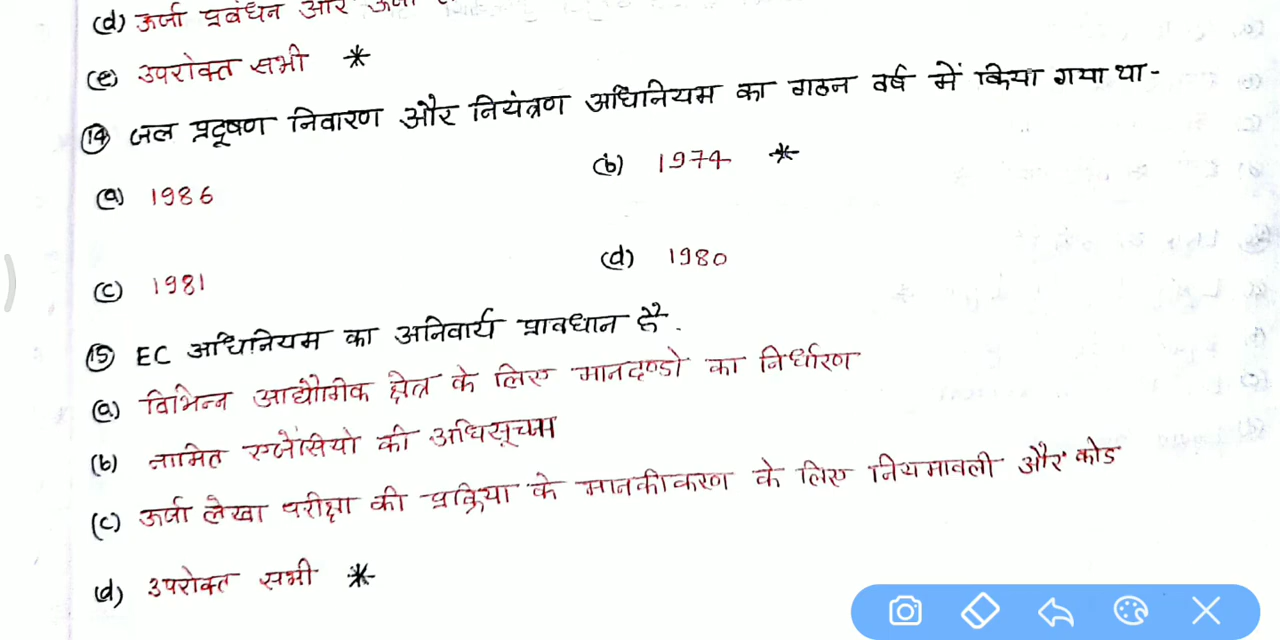 (d) ऊर्जा प्रबंधन और ऊर्जा
(e) उपरोक्त सभी *
(14) जल प्रदूषण निवारण और नियंत्रण अधिनियम का गठन वर्ष में किया गया था-
(a) 1986 (b) 1974 *
(c) 1981 (d) 1980
(15) EC अधिनियम का अनिवार्य प्रावधान है.
(a) विभिन्न आद्यौगिक क्षेत्र के लिए मानदण्डो का निर्धारण
(b) नामित एजेंसियो की अधिसूचना
(c) ऊर्जा लेखा परीक्षा की प्रक्रिया के मानकीकरण के लिए नियमावली और कोड
(d) उपरोक्त सभी *